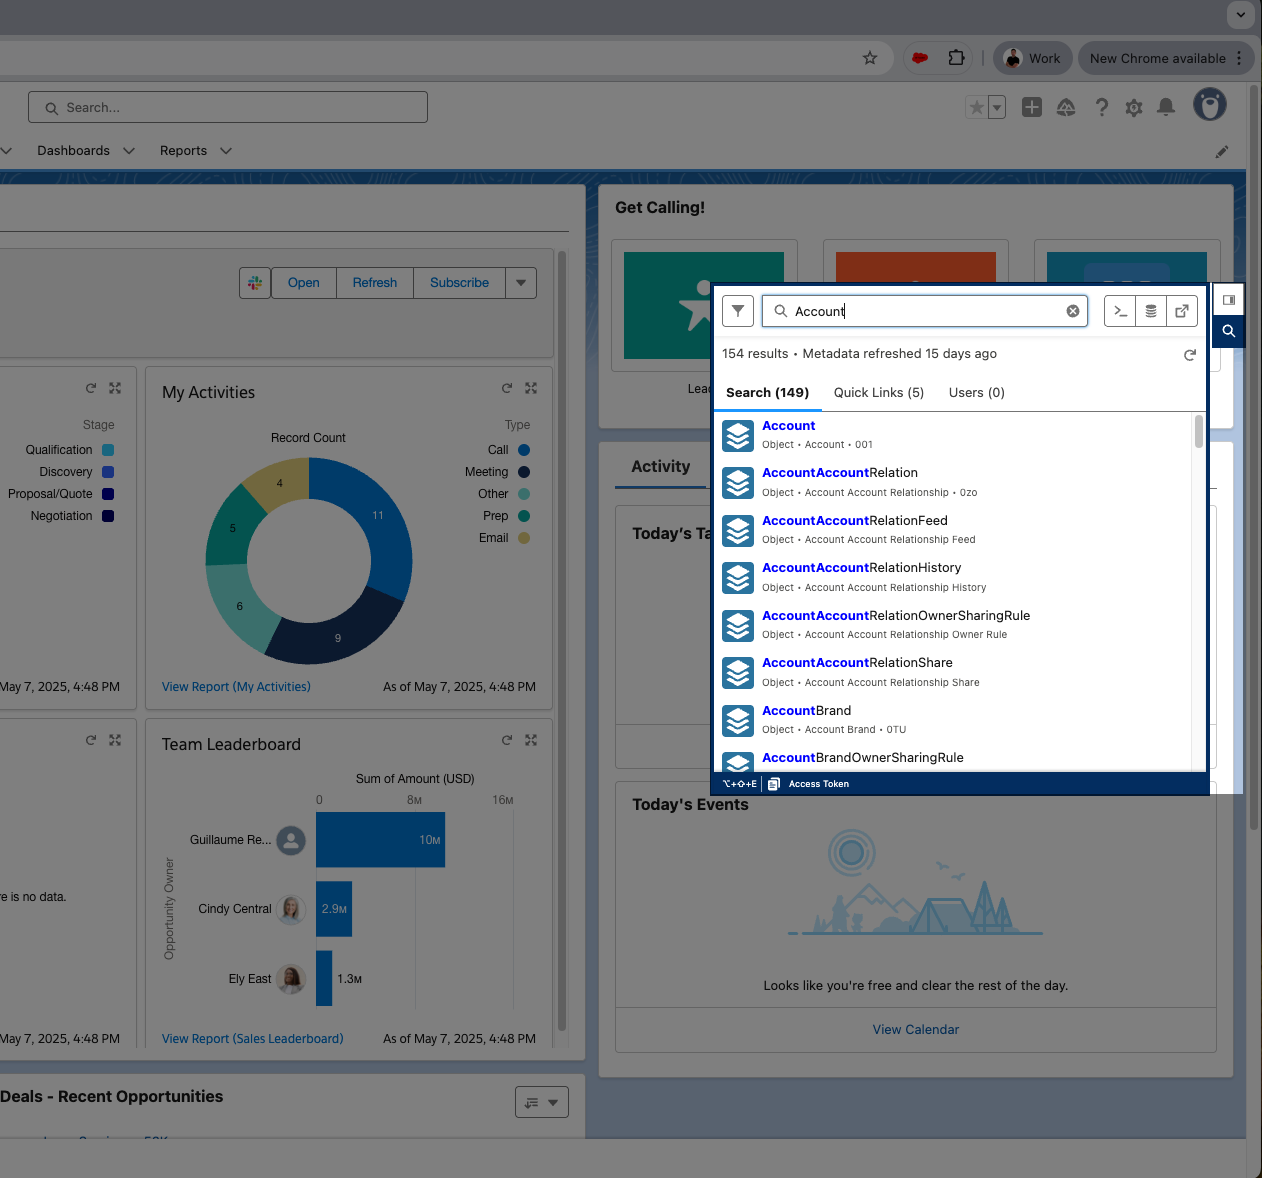 Work
New Chrome available
Search...
Dashboards
Reports
Get Calling!
Open
Refresh
Subscribe
Stage
Qualification
Discovery
Proposal/Quote
Negotiation
May 7, 2025, 4:48 PM
My Activities
Record Count
4
11
5
6
9
Type
Call
Meeting
Other
Prep
Email
View Report (My Activities)
As of May 7, 2025, 4:48 PM
Account
154 results • Metadata refreshed 15 days ago
Search (149)
Quick Links (5)
Users (0)
Account
Object • Account • 001
AccountAccountRelation
Object • Account Account Relationship • 0zo
AccountAccountRelationFeed
Object • Account Account Relationship Feed
AccountAccountRelationHistory
Object • Account Account Relationship History
AccountAccountRelationOwnerSharingRule
Object • Account Account Relationship Owner Rule
AccountAccountRelationShare
Object • Account Account Relationship Share
AccountBrand
Object • Account Brand • 0TU
AccountBrandOwnerSharingRule
⌥+⇧+E
Access Token
Lea
Activity
Today's Ta
Team Leaderboard
Sum of Amount (USD)
0
8M
16M
Opportunity Owner
Guillaume Re...
10M
Cindy Central
2.9M
Ely East
1.3M
View Report (Sales Leaderboard)
As of May 7, 2025, 4:48 PM
e is no data.
May 7, 2025, 4:48 PM
Today's Events
Looks like you're free and clear the rest of the day.
View Calendar
Deals - Recent Opportunities